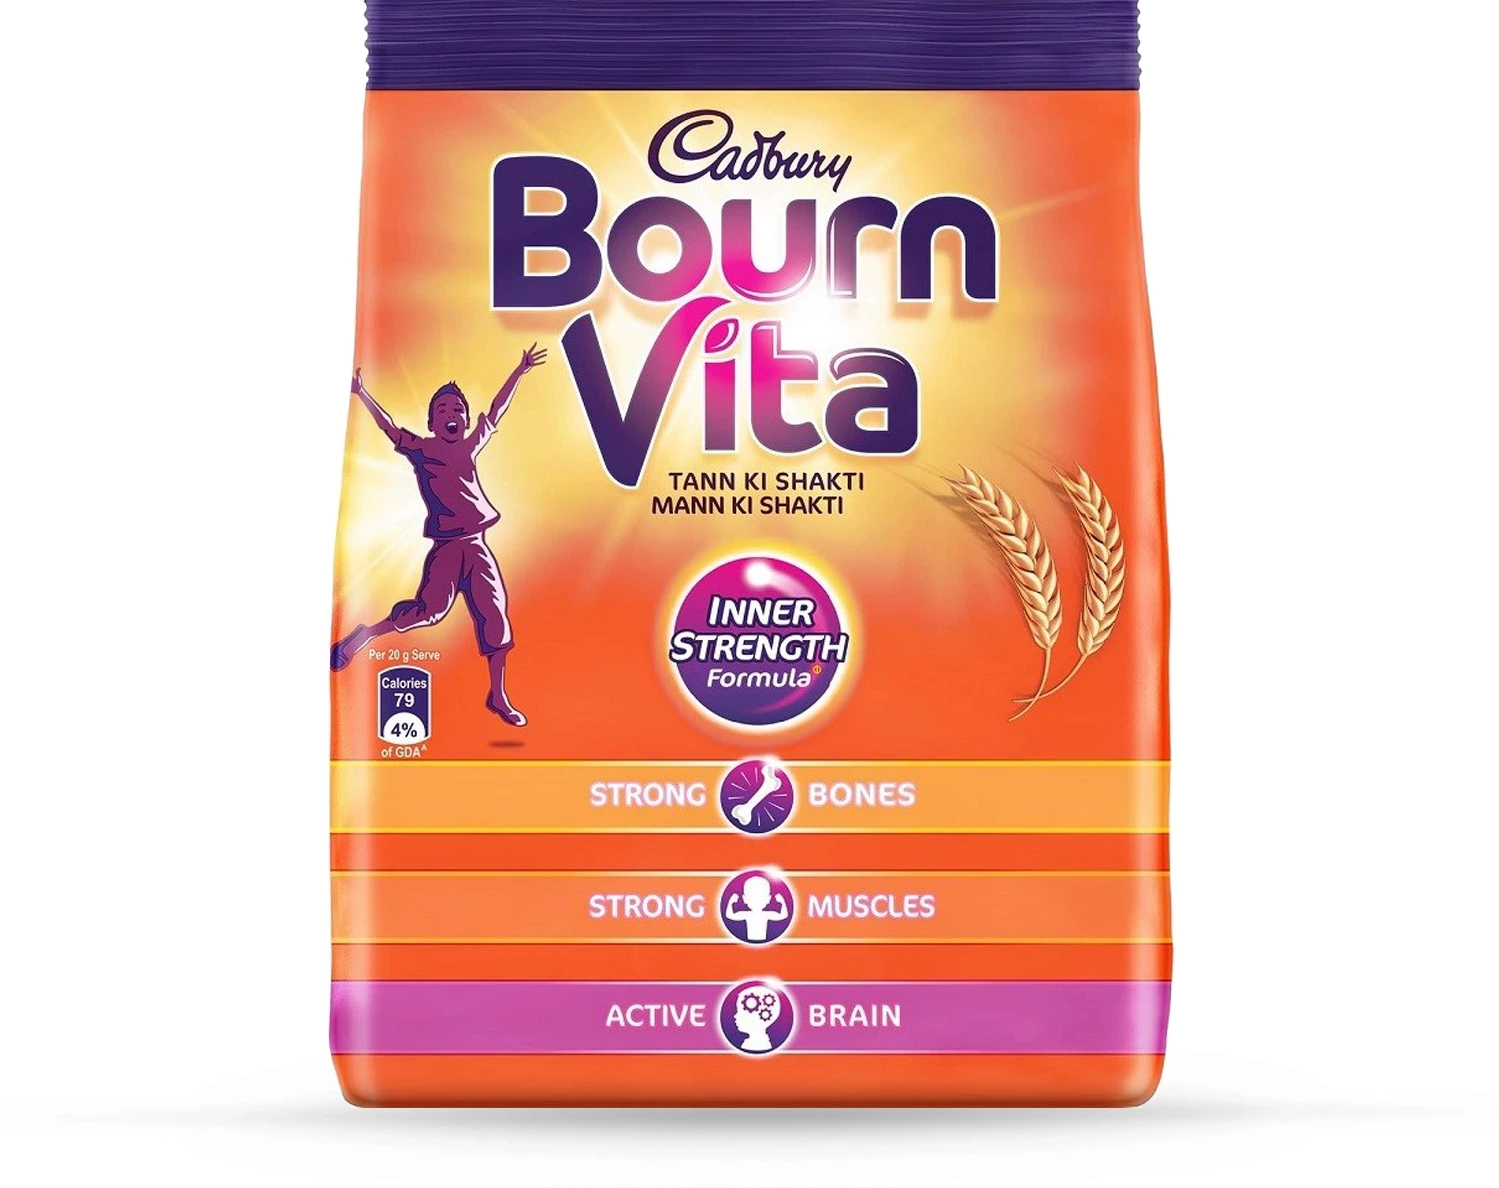 Cadbury
Bourn
Vita
TANN KI SHAKTI
MANN KI SHAKTI
INNER
STRENGTH
Formula
Per 20 g Serve
Calories
79
4%
of GDA^
STRONG BONES
STRONG MUSCLES
ACTIVE BRAIN